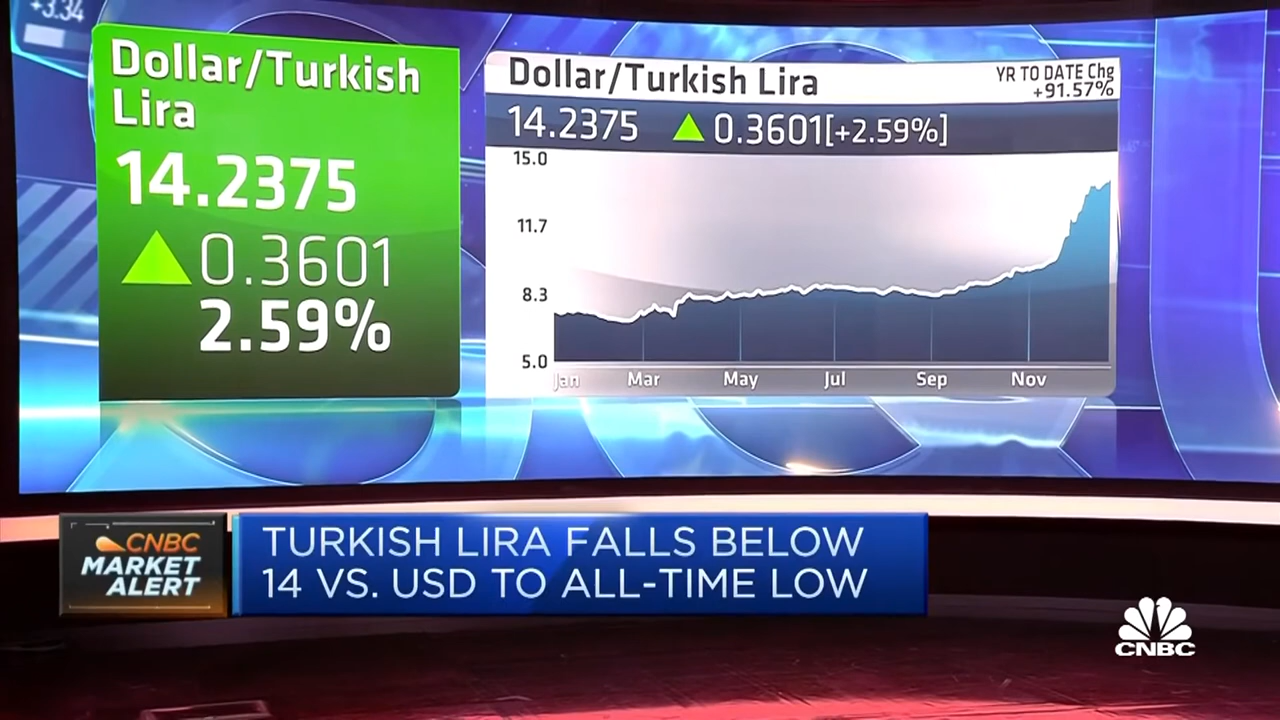 +3.34
Dollar/Turkish
Lira
14.2375
0.3601
2.59%
Dollar/Turkish Lira
YR TO DATE Chg
+91.57%
14.2375 ▲ 0.3601[+2.59%]
15.0
11.7
8.3
5.0
Jan Mar May Jul Sep Nov
CNBC
MARKET
ALERT
TURKISH LIRA FALLS BELOW
14 VS. USD TO ALL-TIME LOW
CNBC